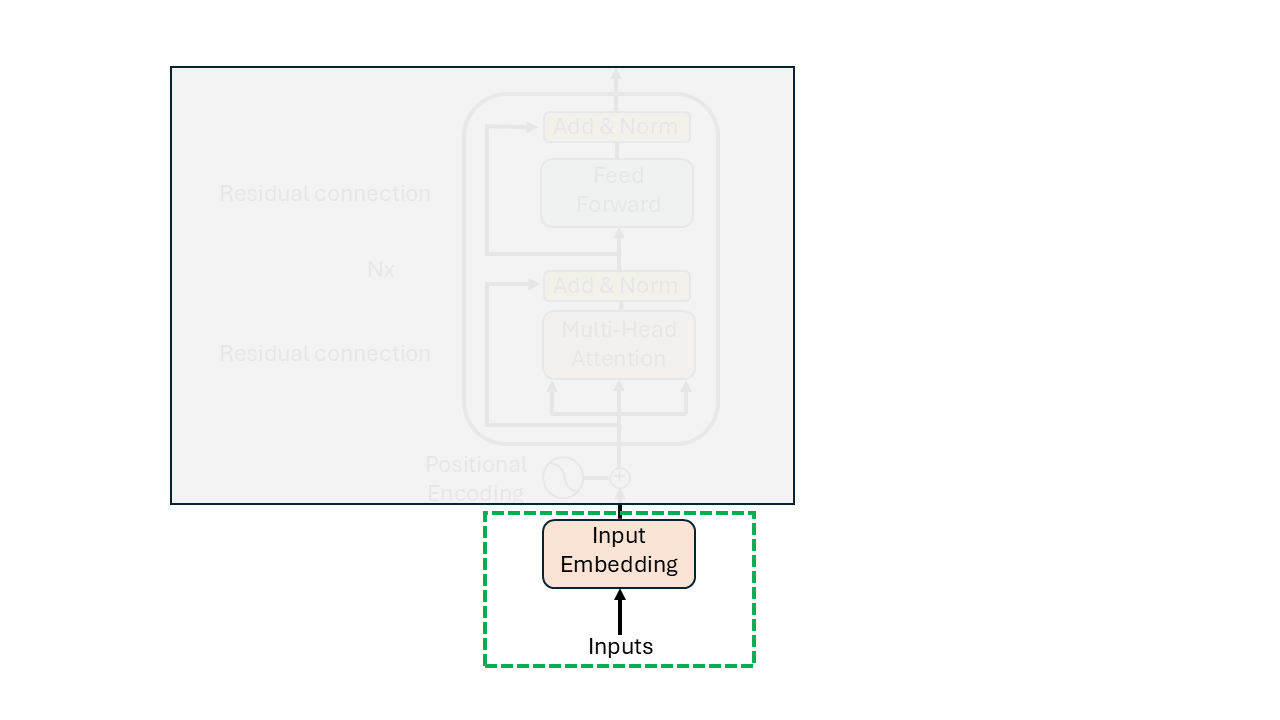 Add & Norm
Feed
Forward
Residual connection
Nx
Add & Norm
Multi-Head
Attention
Residual connection
Positional
Encoding
+
Input
Embedding
Inputs